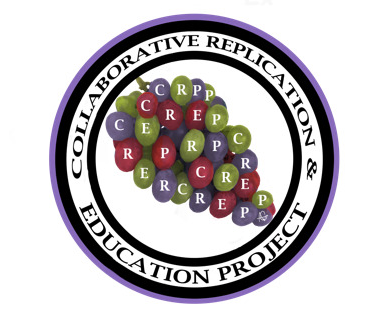 COLLABORATIVE REPLICATION &
EDUCATION PROJECT
C R P P
C R E P
C E P C
R P R P R
E C R E
R C R E P P